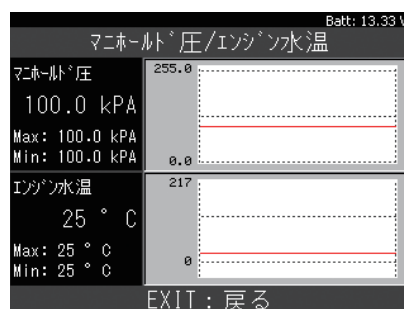 Batt: 13.33 V
マニホールド圧/エンジン水温
マニホールド圧
100.0 kPA
Max: 100.0 kPA
Min: 100.0 kPA
255.0
0.0
エンジン水温
25 ° C
Max: 25 ° C
Min: 25 ° C
217
0
EXIT : 戻る